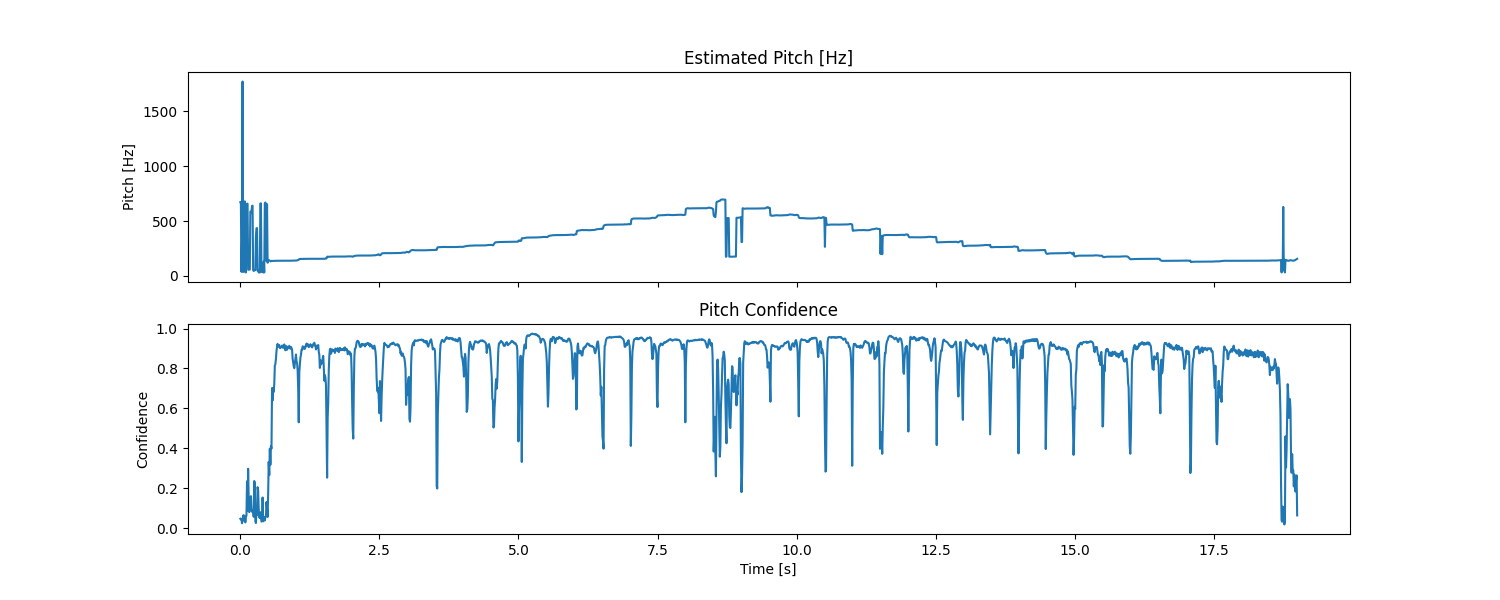 Estimated Pitch [Hz]
Pitch [Hz]
1500
1000
500
0
Pitch Confidence
Confidence
1.0
0.8
0.6
0.4
0.2
0.0
0.0 2.5 5.0 7.5 10.0 12.5 15.0 17.5
Time [s]